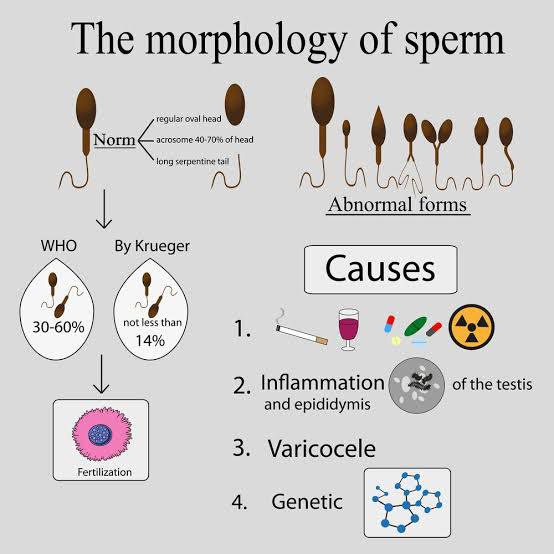 The morphology of sperm
Norm
regular oval head
acrosome 40-70% of head
long serpentine tail
Abnormal forms
WHO
30-60%
By Krueger
not less than
14%
Fertilization
Causes
1.
2. Inflammation of the testis
and epididymis
3. Varicocele
4. Genetic